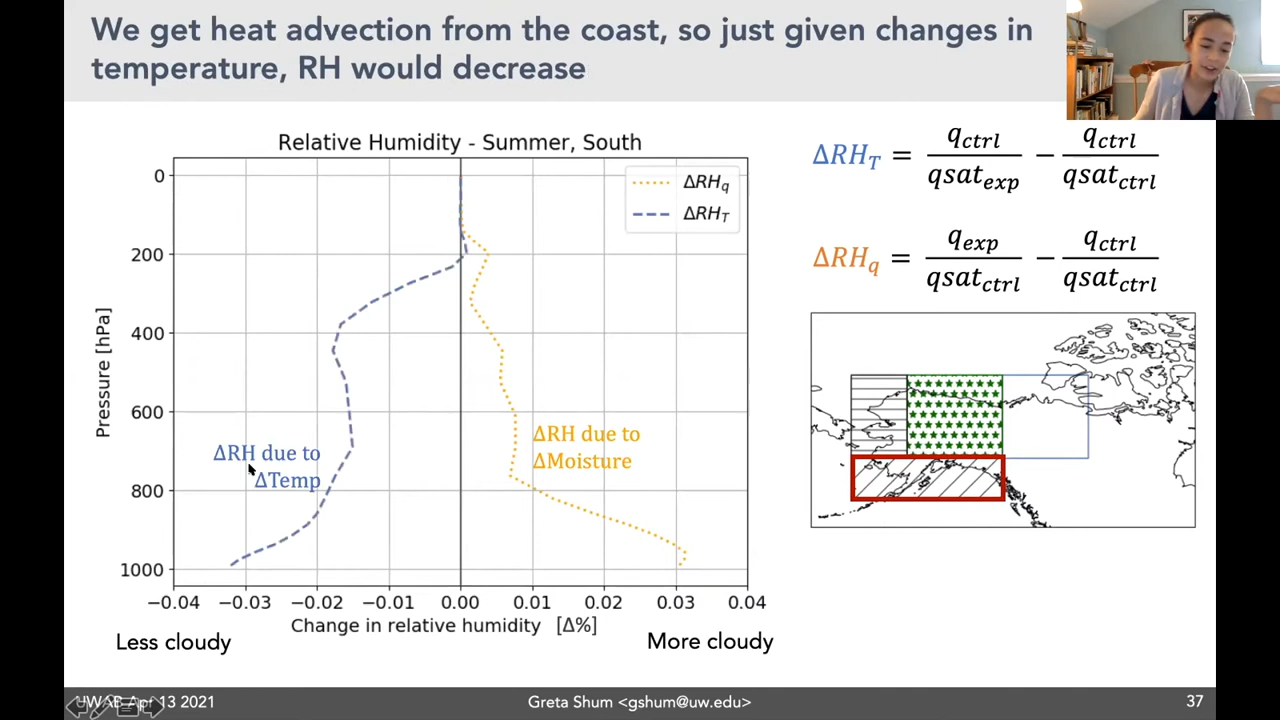 We get heat advection from the coast, so just given changes in
temperature, RH would decrease
Relative Humidity - Summer, South
ΔRH_q
ΔRH_T
0
200
400
600
800
1000
Pressure [hPa]
ΔRH due to
ΔTemp
ΔRH due to
ΔMoisture
−0.04 −0.03 −0.02 −0.01 0.00 0.01 0.02 0.03 0.04
Change in relative humidity [Δ%]
Less cloudy
More cloudy
ΔRH_T = q_ctrl / qsat_exp − q_ctrl / qsat_ctrl
ΔRH_q = q_exp / qsat_ctrl − q_ctrl / qsat_ctrl
UWAB Apr 13 2021
Greta Shum <gshum@uw.edu>
37